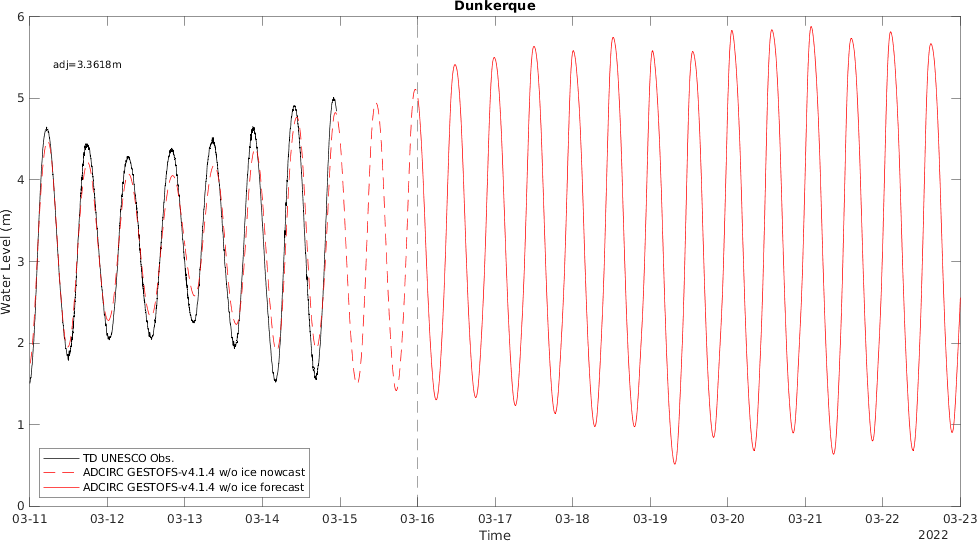 Dunkerque
adj=3.3618m
Water Level (m)
6
5
4
3
2
1
0
TD UNESCO Obs.
ADCIRC GESTOFS-v4.1.4 w/o ice nowcast
ADCIRC GESTOFS-v4.1.4 w/o ice forecast
03-11 03-12 03-13 03-14 03-15 03-16 03-17 03-18 03-19 03-20 03-21 03-22 03-23
Time
2022